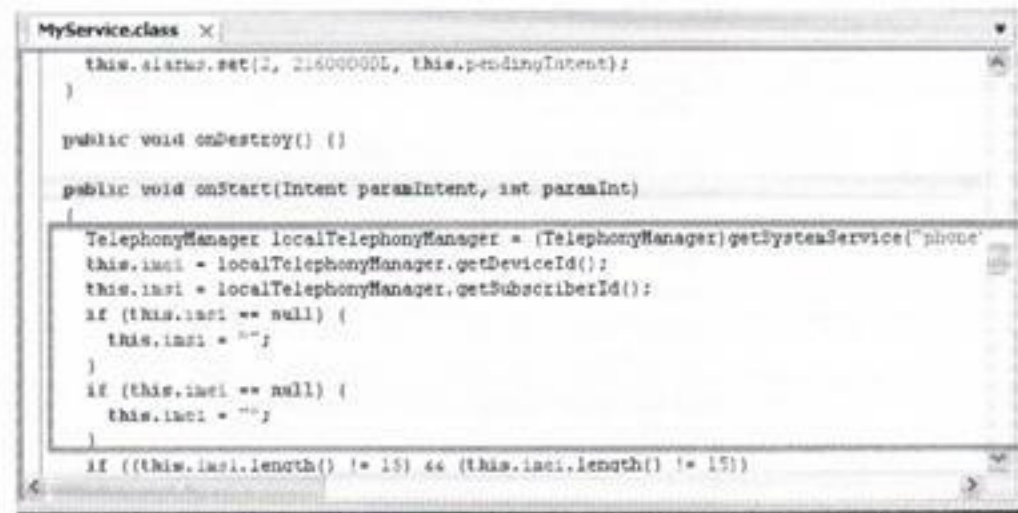 MyService.class ×
this.alarms.set(2, 21600000L, this.pendingIntent);
}
public void onDestroy() {}
public void onStart(Intent paramIntent, int paramInt)
{
TelephonyManager localTelephonyManager = (TelephonyManager)getSystemService("phone"
this.imei = localTelephonyManager.getDeviceId();
this.imsi = localTelephonyManager.getSubscriberId();
if (this.imsi == null) {
this.imsi = "";
}
if (this.imei == null) {
this.imei = "";
}
if ((this.imsi.length() != 15) && (this.imei.length() != 15))